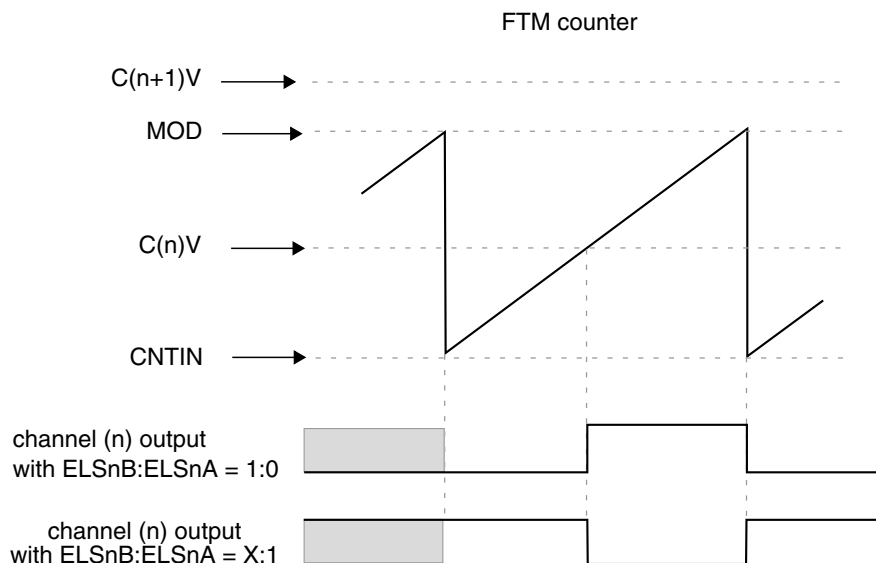 FTM counter
C(n+1)V
MOD
C(n)V
CNTIN
channel (n) output
with ELSnB:ELSnA = 1:0
channel (n) output
with ELSnB:ELSnA = X:1